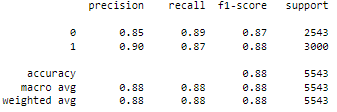 precision recall f1-score support
0 0.85 0.89 0.87 2543
1 0.90 0.87 0.88 3000
accuracy 0.88 5543
macro avg 0.88 0.88 0.88 5543
weighted avg 0.88 0.88 0.88 5543